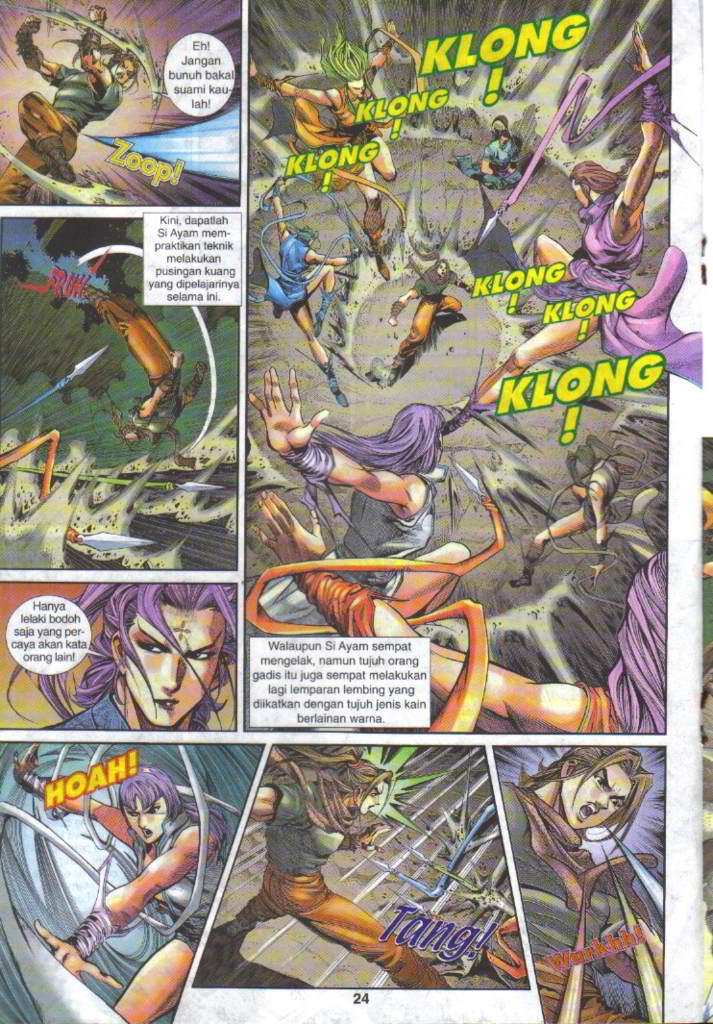 Eh!
Jangan
bunuh bakal
suami kau-
lah!
Zoop!
KLONG
!
KLONG
!
KLONG
!
Kini, dapatlah
Si Ayam mem-
praktikan teknik
melakukan
pusingan kuang
yang dipelajarinya
selama ini.
KLONG
!
KLONG
!
KLONG
!
Hanya
lelaki bodoh
saja yang per-
caya akan kata
orang lain!
Walaupun Si Ayam sempat
mengelak, namun tujuh orang
gadis itu juga sempat melakukan
lagi lemparan lembing yang
diikatkan dengan tujuh jenis kain
berlainan warna.
HOAH!
Tang!
24